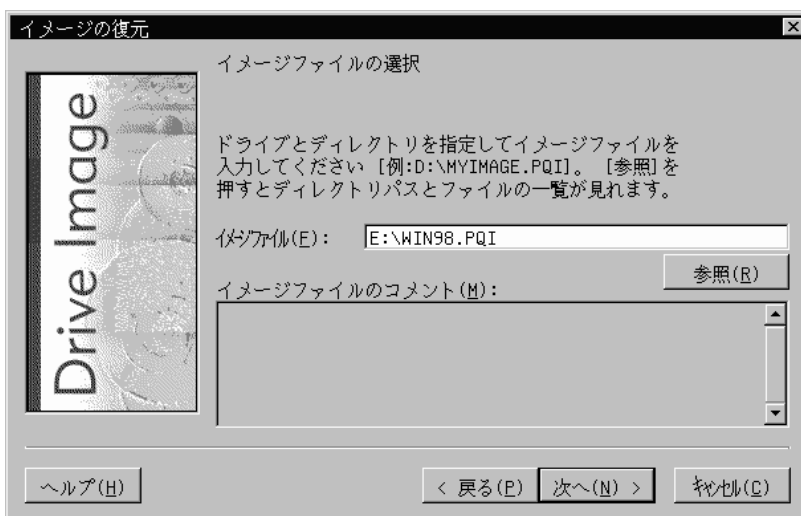 イメージの復元
Drive Image
イメージファイルの選択
ドライブとディレクトリを指定してイメージファイルを
入力してください [例:D:\MYIMAGE.PQI]。 [参照]を
押すとディレクトリパスとファイルの一覧が見れます。
ｲﾒｰｼﾞﾌｧｲﾙ(F): E:\WIN98.PQI
参照(R)
イメージファイルのコメント(M):
ヘルプ(H) < 戻る(P) 次へ(N) > ｷｬﾝｾﾙ(C)